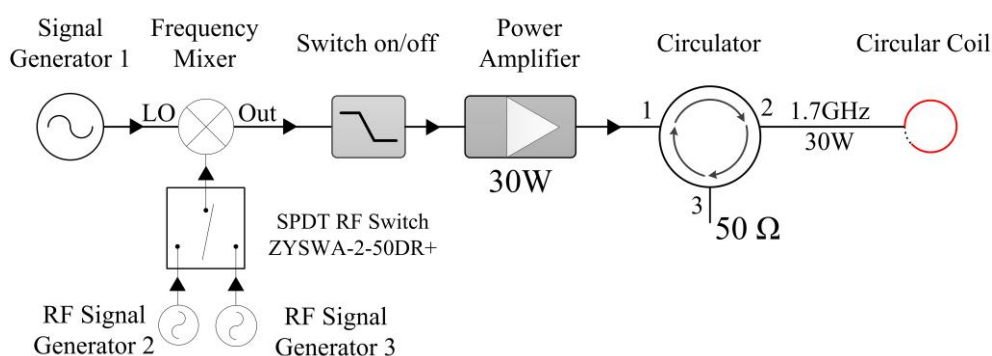 Signal
Generator 1
Frequency
Mixer
Switch on/off
Power
Amplifier
Circulator
Circular Coil
LO
Out
30W
1
2
3
50 Ω
1.7GHz
30W
SPDT RF Switch
ZYSWA-2-50DR+
RF Signal
Generator 2
RF Signal
Generator 3